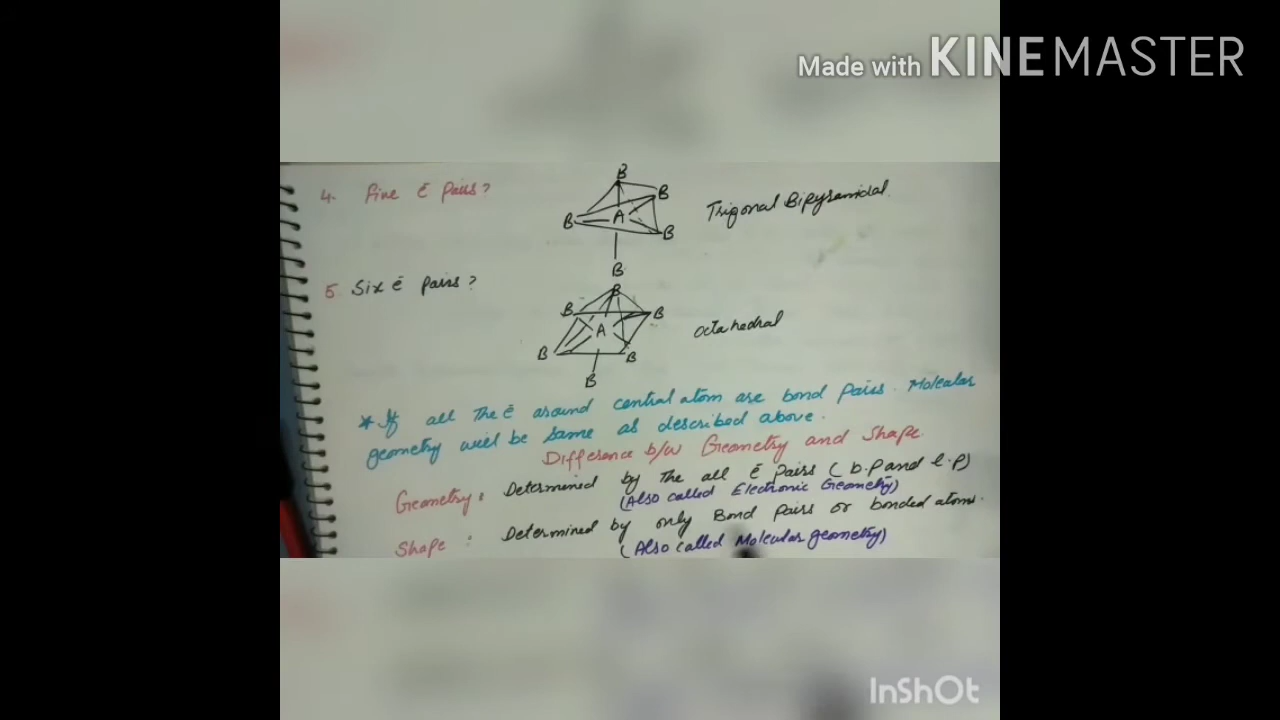 Made with KINEMASTER
4. Five ē Pairs?
B
B
B A
B
Trigonal Bipyramidal
B
5 Six ē pairs?
B
B B
A
Octahedral
B B
B
* If all The ē around central atom are bond Pairs. Molecular
geometry will be same as described above.
Difference b/w Geometry and Shape.
Geometry: Determined by The all ē Pairs (b.p and l.p)
(Also called Electronic Geometry)
Shape: Determined by only Bond Pairs or bonded atoms.
(Also called Molecular geometry)
InShOt